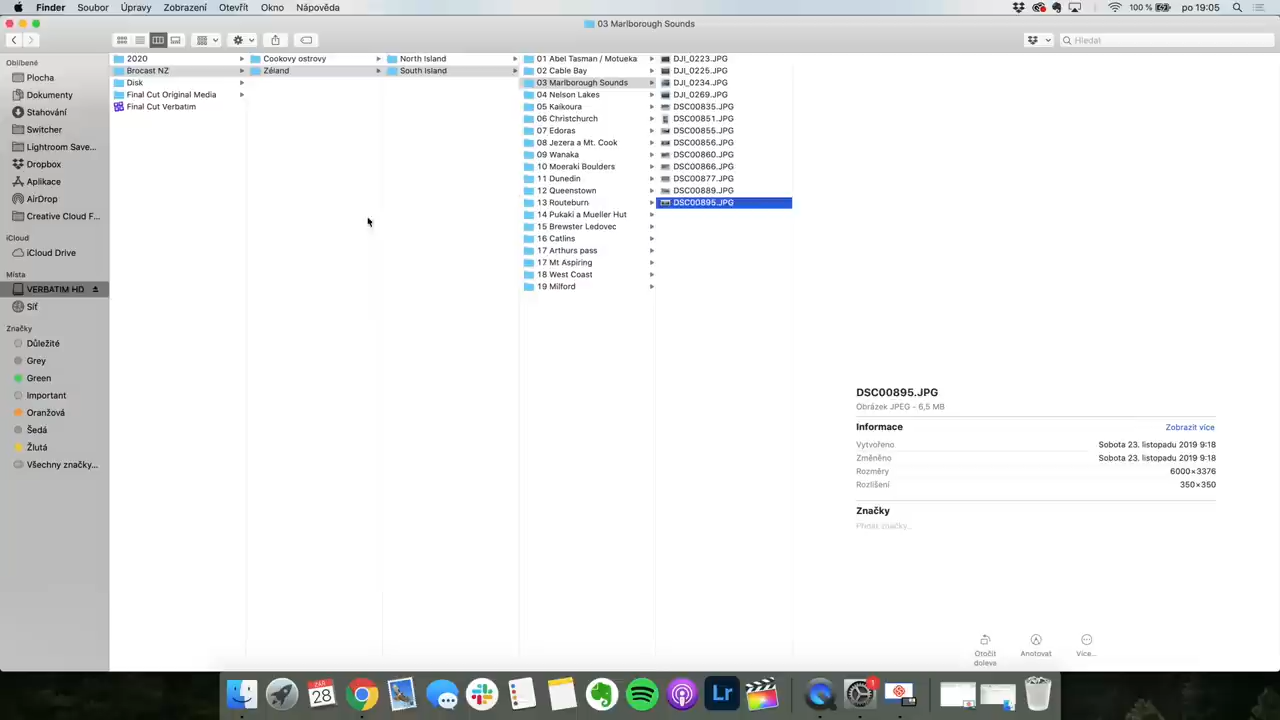 Finder Soubor Úpravy Zobrazení Otevřít Okno Nápověda 100 % po 19:05
03 Marlborough Sounds
Hledat
Oblíbené
Plocha
Dokumenty
Stahování
Switcher
Lightroom Save...
Dropbox
Aplikace
AirDrop
Creative Cloud F...
iCloud
iCloud Drive
Místa
VERBATIM HD
Síť
Značky
Důležité
Grey
Green
Important
Oranžová
Šedá
Žlutá
Všechny značky...
2020
Brocast NZ
Disk
Final Cut Original Media
Final Cut Verbatim
Cookovy ostrovy
Zéland
North Island
South Island
01 Abel Tasman / Motueka
02 Cable Bay
03 Marlborough Sounds
04 Nelson Lakes
05 Kaikoura
06 Christchurch
07 Edoras
08 Jezera a Mt. Cook
09 Wanaka
10 Moeraki Boulders
11 Dunedin
12 Queenstown
13 Routeburn
14 Pukaki a Mueller Hut
15 Brewster Ledovec
16 Catlins
17 Arthurs pass
17 Mt Aspiring
18 West Coast
19 Milford
DJI_0223.JPG
DJI_0225.JPG
DJI_0234.JPG
DJI_0269.JPG
DSC00835.JPG
DSC00851.JPG
DSC00855.JPG
DSC00856.JPG
DSC00860.JPG
DSC00866.JPG
DSC00877.JPG
DSC00889.JPG
DSC00895.JPG
DSC00895.JPG
Obrázek JPEG - 6,5 MB
Informace Zobrazit více
Vytvořeno Sobota 23. listopadu 2019 9:18
Změněno Sobota 23. listopadu 2019 9:18
Rozměry 6000×3376
Rozlišení 350×350
Značky
Přidat značky...
Otočit doleva
Anotovat
Více...
28
Lr
1